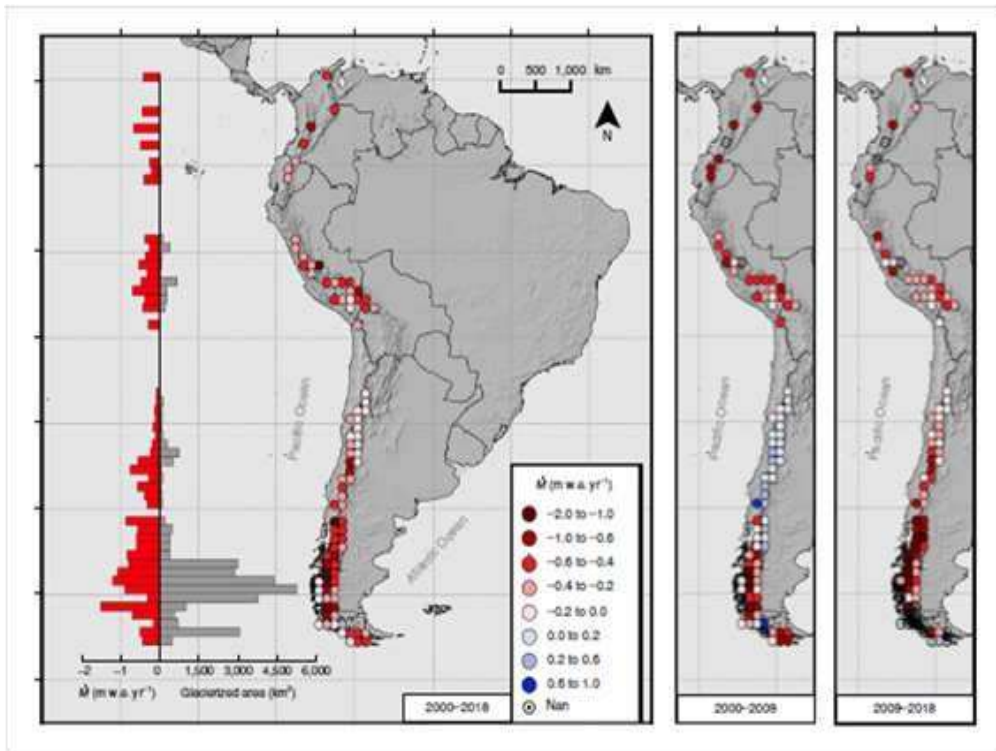 0 500 1,000 km
N
Pacific Ocean
Atlantic Ocean
Ṁ (m w.e. yr⁻¹)
−2.0 to −1.0
−1.0 to −0.6
−0.6 to −0.4
−0.4 to −0.2
−0.2 to 0.0
0.0 to 0.2
0.2 to 0.6
0.6 to 1.0
Nan
−2 −1 0 1,500 3,000 4,500 6,000
Ṁ (m w.e. yr⁻¹) Glacierized area (km²)
2000–2018
Pacific Ocean
2000–2009
Pacific Ocean
2009–2018